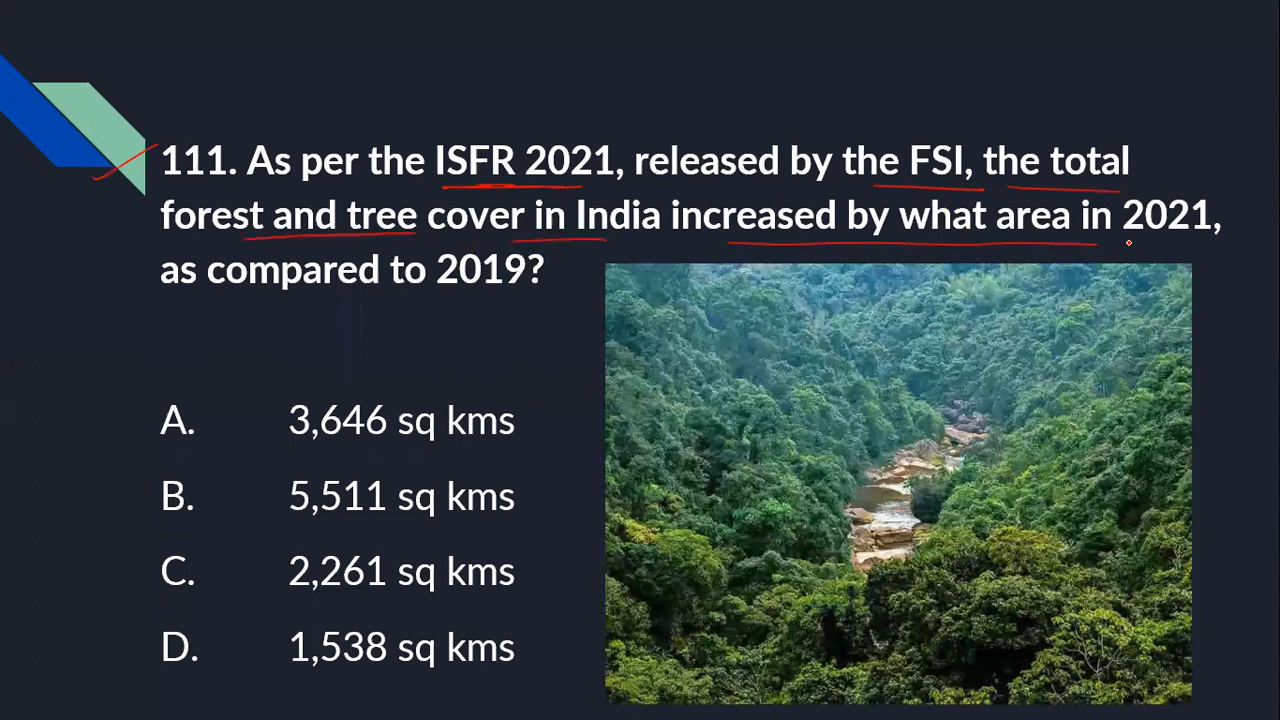 111. As per the ISFR 2021, released by the FSI, the total
forest and tree cover in India increased by what area in 2021,
as compared to 2019?
A. 3,646 sq kms
B. 5,511 sq kms
C. 2,261 sq kms
D. 1,538 sq kms